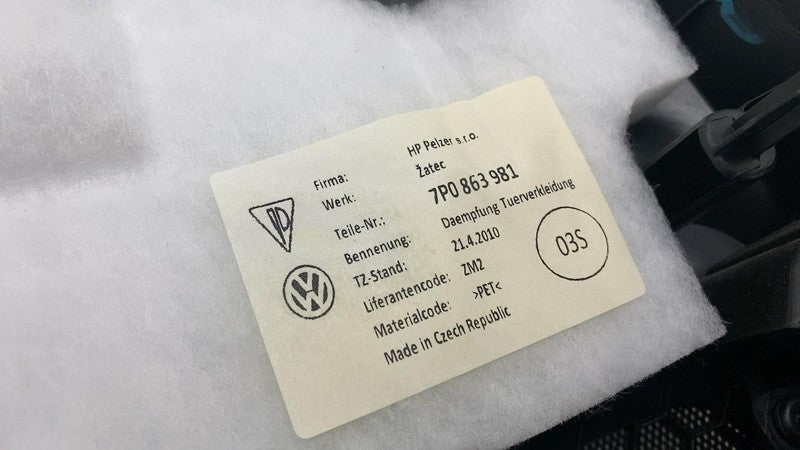 Firma: HP Pelzer s.r.o.
Werk: Žatec
Teile-Nr.: 7P0 863 981
Bennenung: Daempfung Tuerverkleidung
TZ-Stand: 21.4.2010
Liferantencode: ZM2
Materialcode: >PET<
Made in Czech Republic
03S